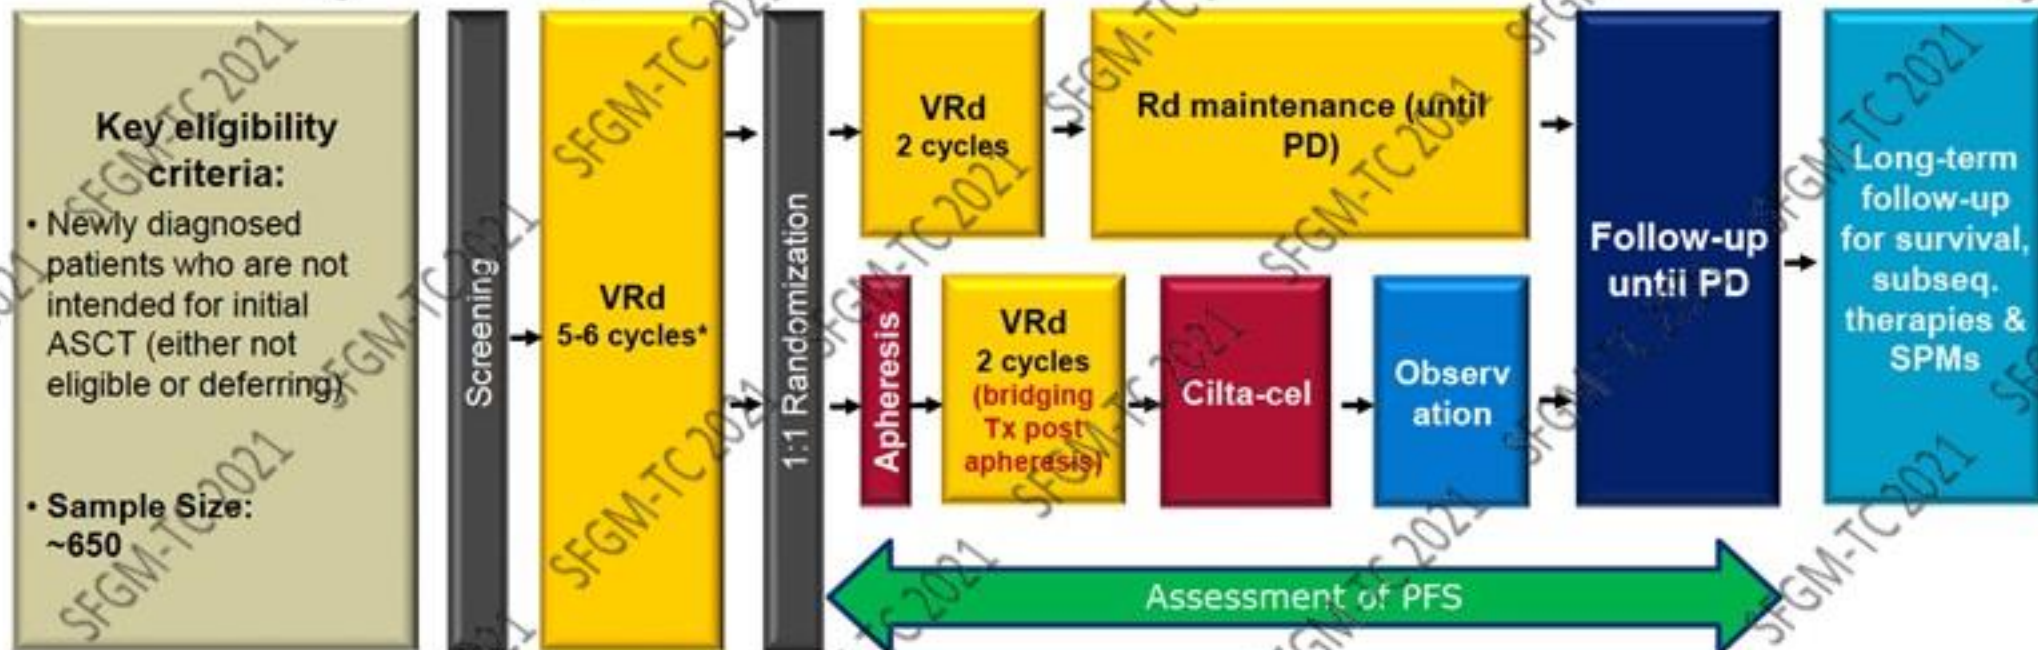 Key eligibility
criteria:
• Newly diagnosed
patients who are not
intended for initial
ASCT (either not
eligible or deferring)
• Sample Size:
~650
Screening
VRd
5-6 cycles*
1:1 Randomization
VRd
2 cycles
Rd maintenance (until
PD)
Apheresis
VRd
2 cycles
(bridging
Tx post
apheresis)
Cilta-cel
Observ
ation
Follow-up
until PD
Long-term
follow-up
for survival,
subseq.
therapies &
SPMs
Assessment of PFS
SFGM-TC 2021